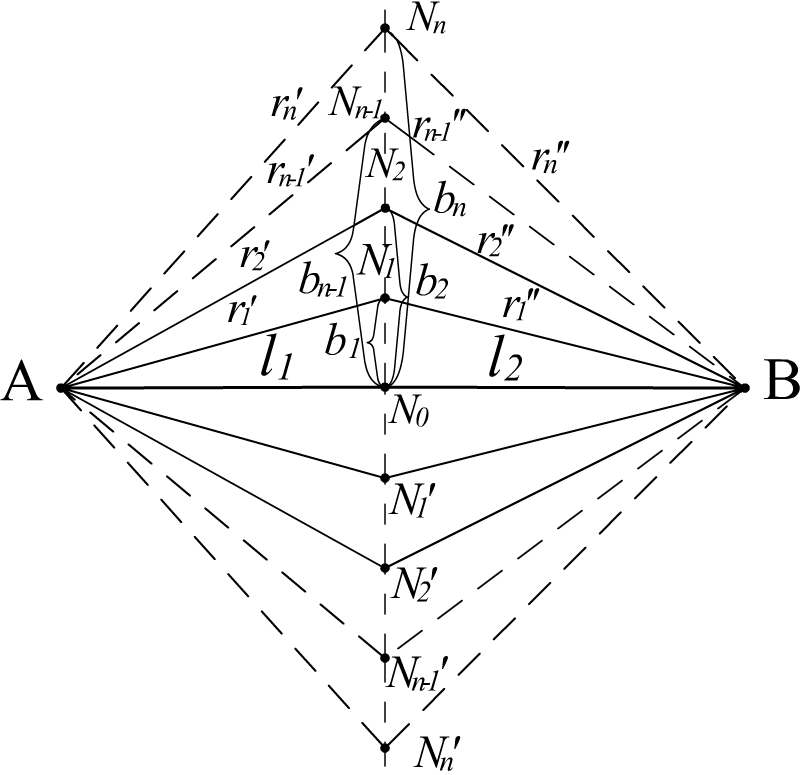 Nn
rn′ Nn-1 rn-1″
rn-1′ N2 rn″
bn
r2′ N1 r2″
bn-1 b2
r1′ r1″
b1
l1 l2
A B
N0
N1′
N2′
Nn-1′
Nn′